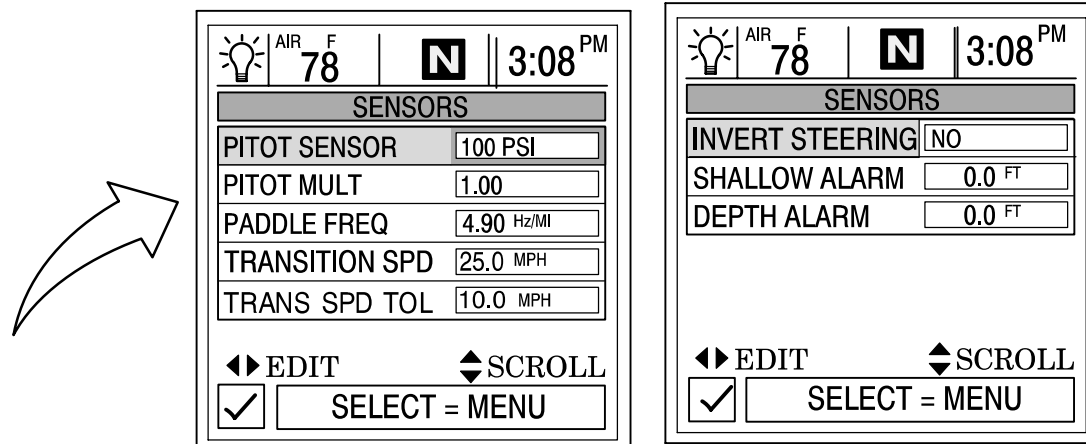 AIR F 78 N 3:08 PM
SENSORS
PITOT SENSOR 100 PSI
PITOT MULT 1.00
PADDLE FREQ 4.90 Hz/MI
TRANSITION SPD 25.0 MPH
TRANS SPD TOL 10.0 MPH
EDIT SCROLL
SELECT = MENU
AIR F 78 N 3:08 PM
SENSORS
INVERT STEERING NO
SHALLOW ALARM 0.0 FT
DEPTH ALARM 0.0 FT
EDIT SCROLL
SELECT = MENU